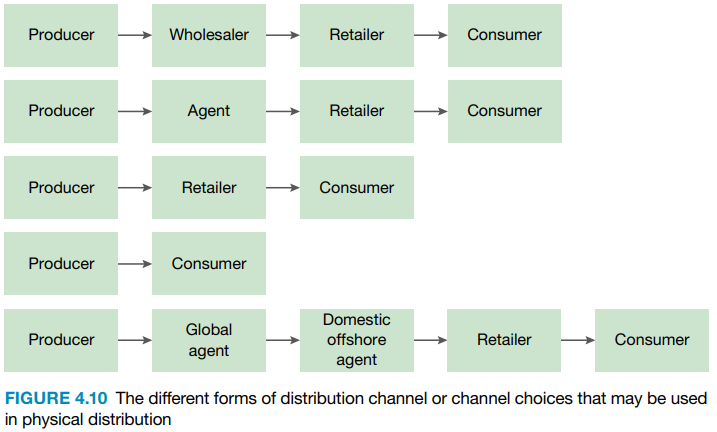 Producer Wholesaler Retailer Consumer
Producer Agent Retailer Consumer
Producer Retailer Consumer
Producer Consumer
Producer Global agent Domestic offshore agent Retailer Consumer
FIGURE 4.10 The different forms of distribution channel or channel choices that may be used
in physical distribution